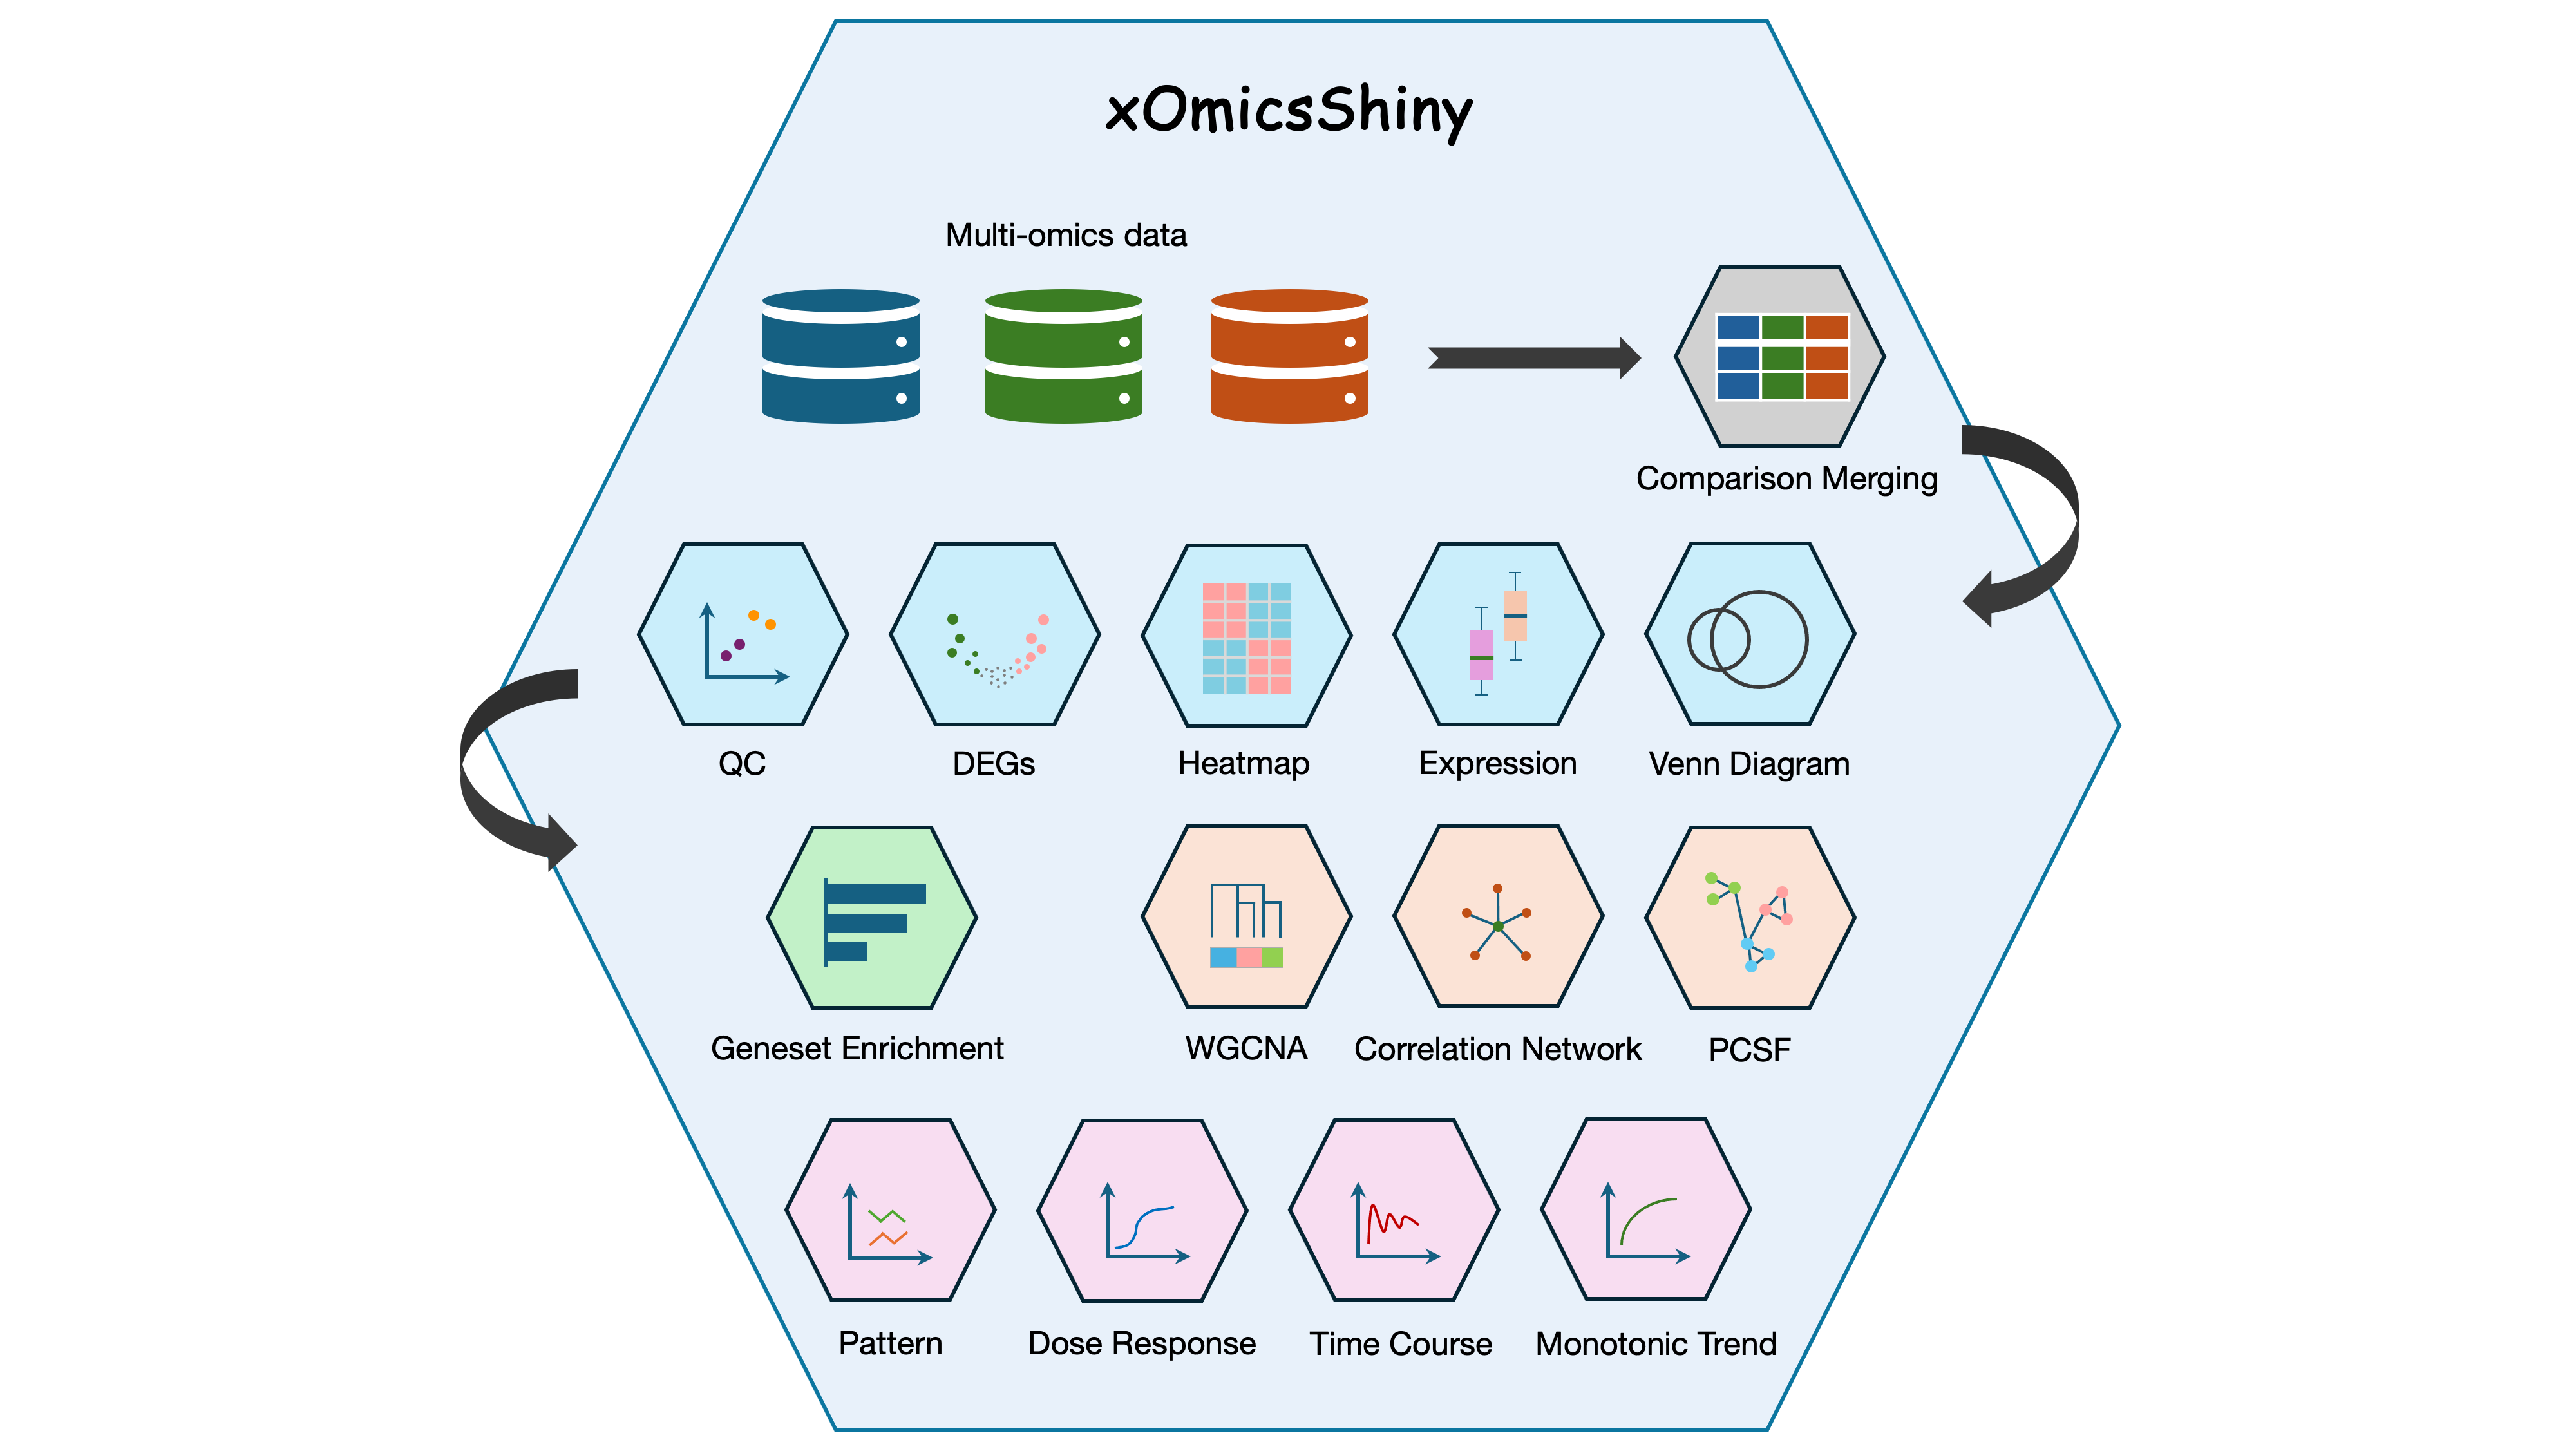 xOmicsShiny
Multi-omics data
Comparison Merging
QC
DEGs
Heatmap
Expression
Venn Diagram
Geneset Enrichment
WGCNA
Correlation Network
PCSF
Pattern
Dose Response
Time Course
Monotonic Trend